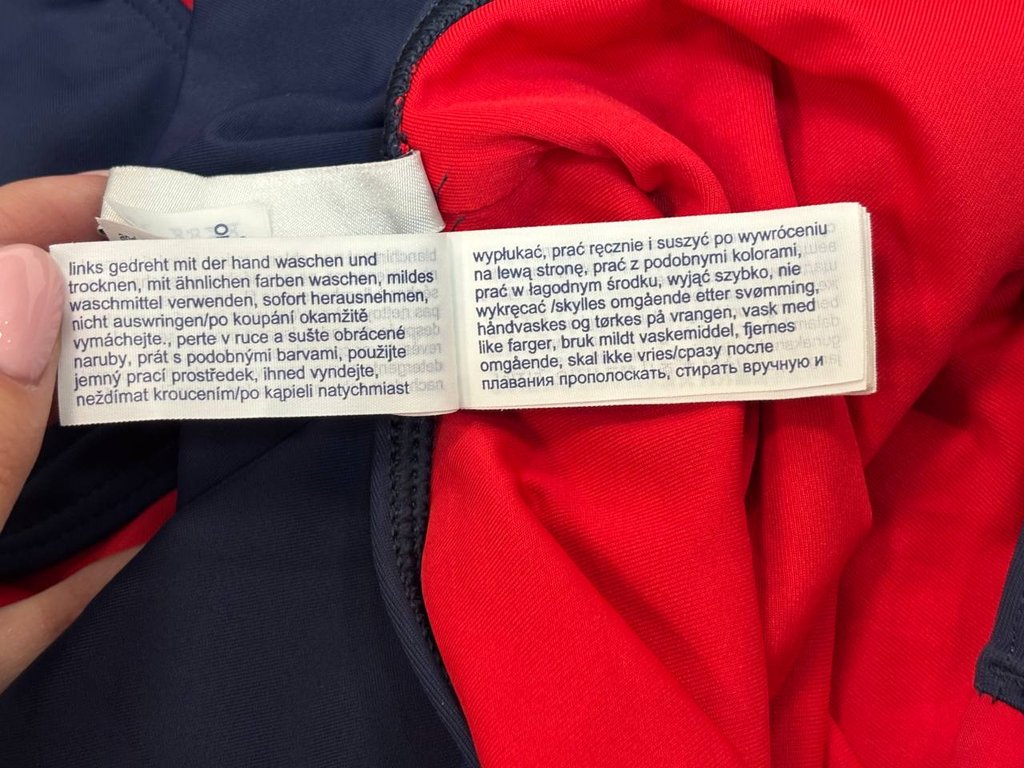 links gedreht mit der hand waschen und
trocknen, mit ähnlichen farben waschen, mildes
waschmittel verwenden, sofort herausnehmen,
nicht auswringen/po koupání okamžitě
vymáchejte., perte v ruce a sušte obrácené
naruby, prát s podobnými barvami, použijte
jemný prací prostředek, ihned vyndejte,
neždímat kroucením/po kąpieli natychmiast
wypłukać, prać ręcznie i suszyć po wywróceniu
na lewą stronę, prać z podobnymi kolorami,
prać w łagodnym środku, wyjąć szybko, nie
wykręcać /skylles omgående etter svømming,
håndvaskes og tørkes på vrangen, vask med
like farger, bruk mildt vaskemiddel, fjernes
omgående, skal ikke vries/сразу после
плавания прополоскать, стирать вручную и